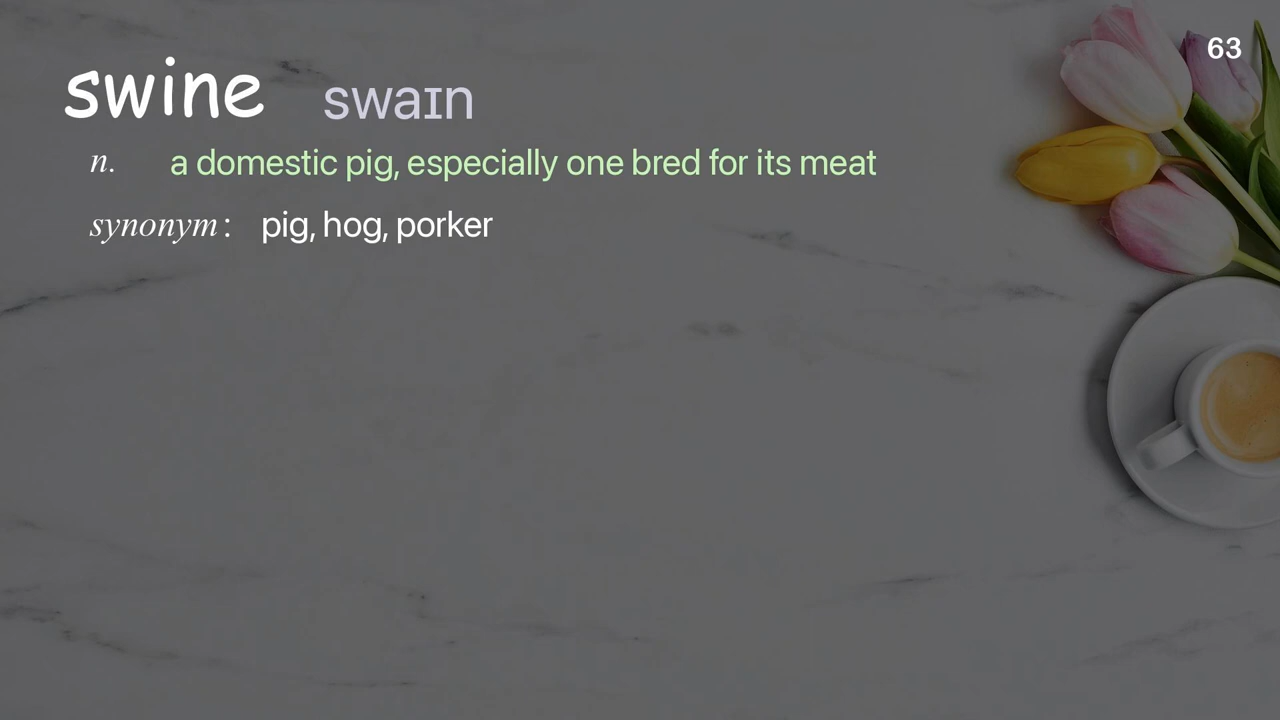 63
swine swaɪn
n. a domestic pig, especially one bred for its meat
synonym: pig, hog, porker